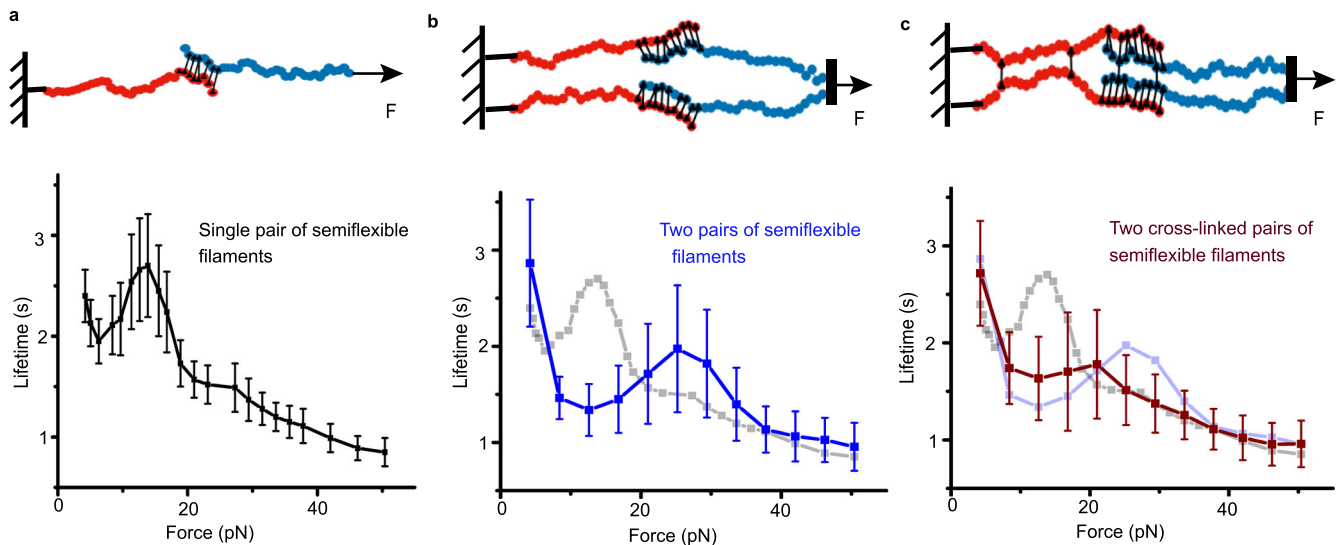 a
F
3
2
1
Lifetime (s)
Single pair of semiflexible
filaments
0
20
40
Force (pN)
b
F
3
2
1
Lifetime (s)
Two pairs of semiflexible
filaments
0
20
40
Force (pN)
c
F
3
2
1
Lifetime (s)
Two cross-linked pairs of
semiflexible filaments
0
20
40
Force (pN)